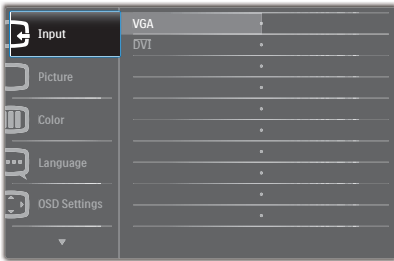 Input
VGA
DVI
Picture
Color
Language
OSD Settings